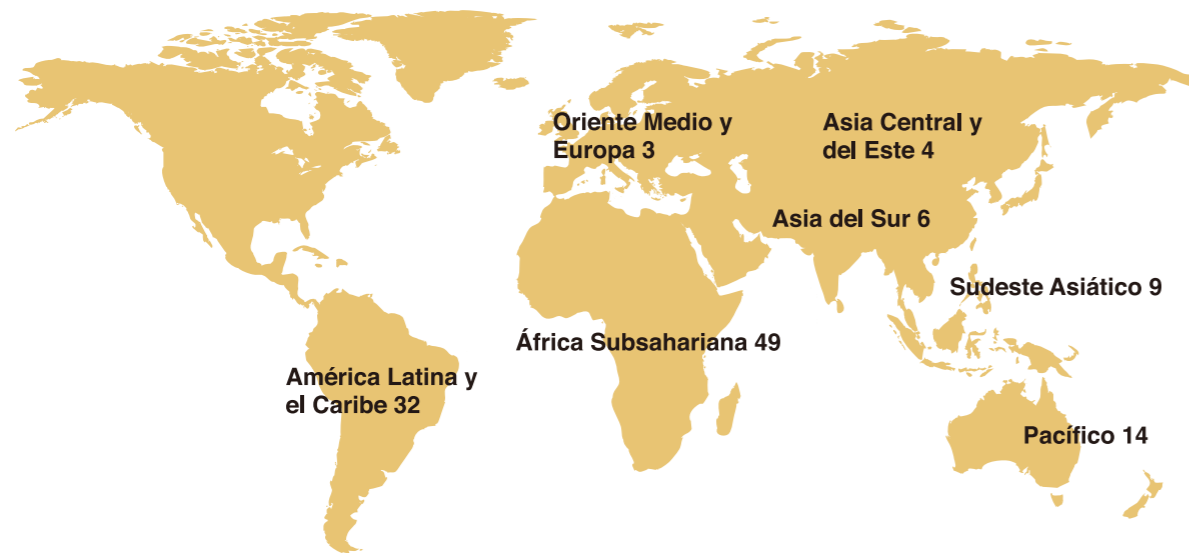 Oriente Medio y
Europa 3
Asia Central y
del Este 4
Asia del Sur 6
Sudeste Asiático 9
África Subsahariana 49
América Latina y
el Caribe 32
Pacífico 14